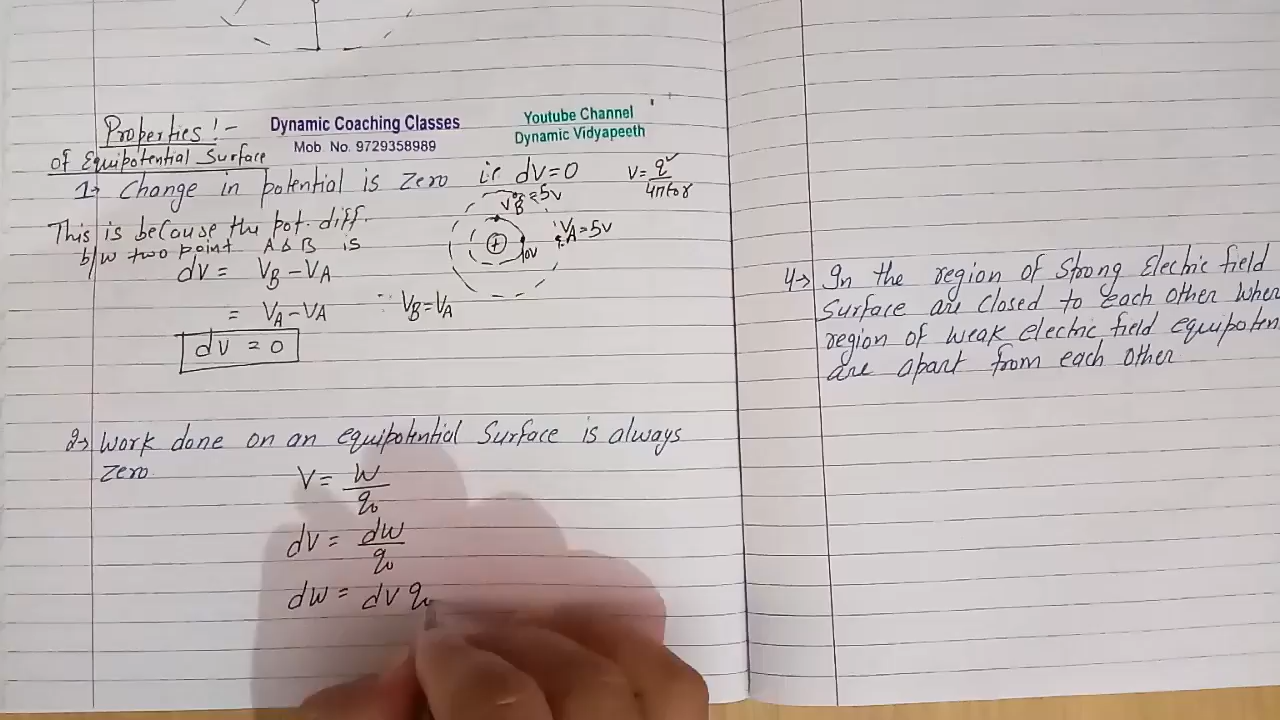 Properties :-
of Equipotential Surface
Dynamic Coaching Classes
Mob. No. 9729358989
Youtube Channel
Dynamic Vidyapeeth
1→ Change in potential is zero ie dv=0
V= q/4π∈0r
This is because the pot. diff.
b/w two point A & B is
VB=5v
VA=5v
10v
+
dv = VB-VA
= VA-VA ∵ VB=VA
dv = 0
2→ Work done on an equipotential Surface is always
zero
V= W/q0
dv = dw/q0
dw = dv q0
4→ In the region of Strong Electric field
Surface are closed to each other wher
region of weak electric field equipoten
are apart from each other